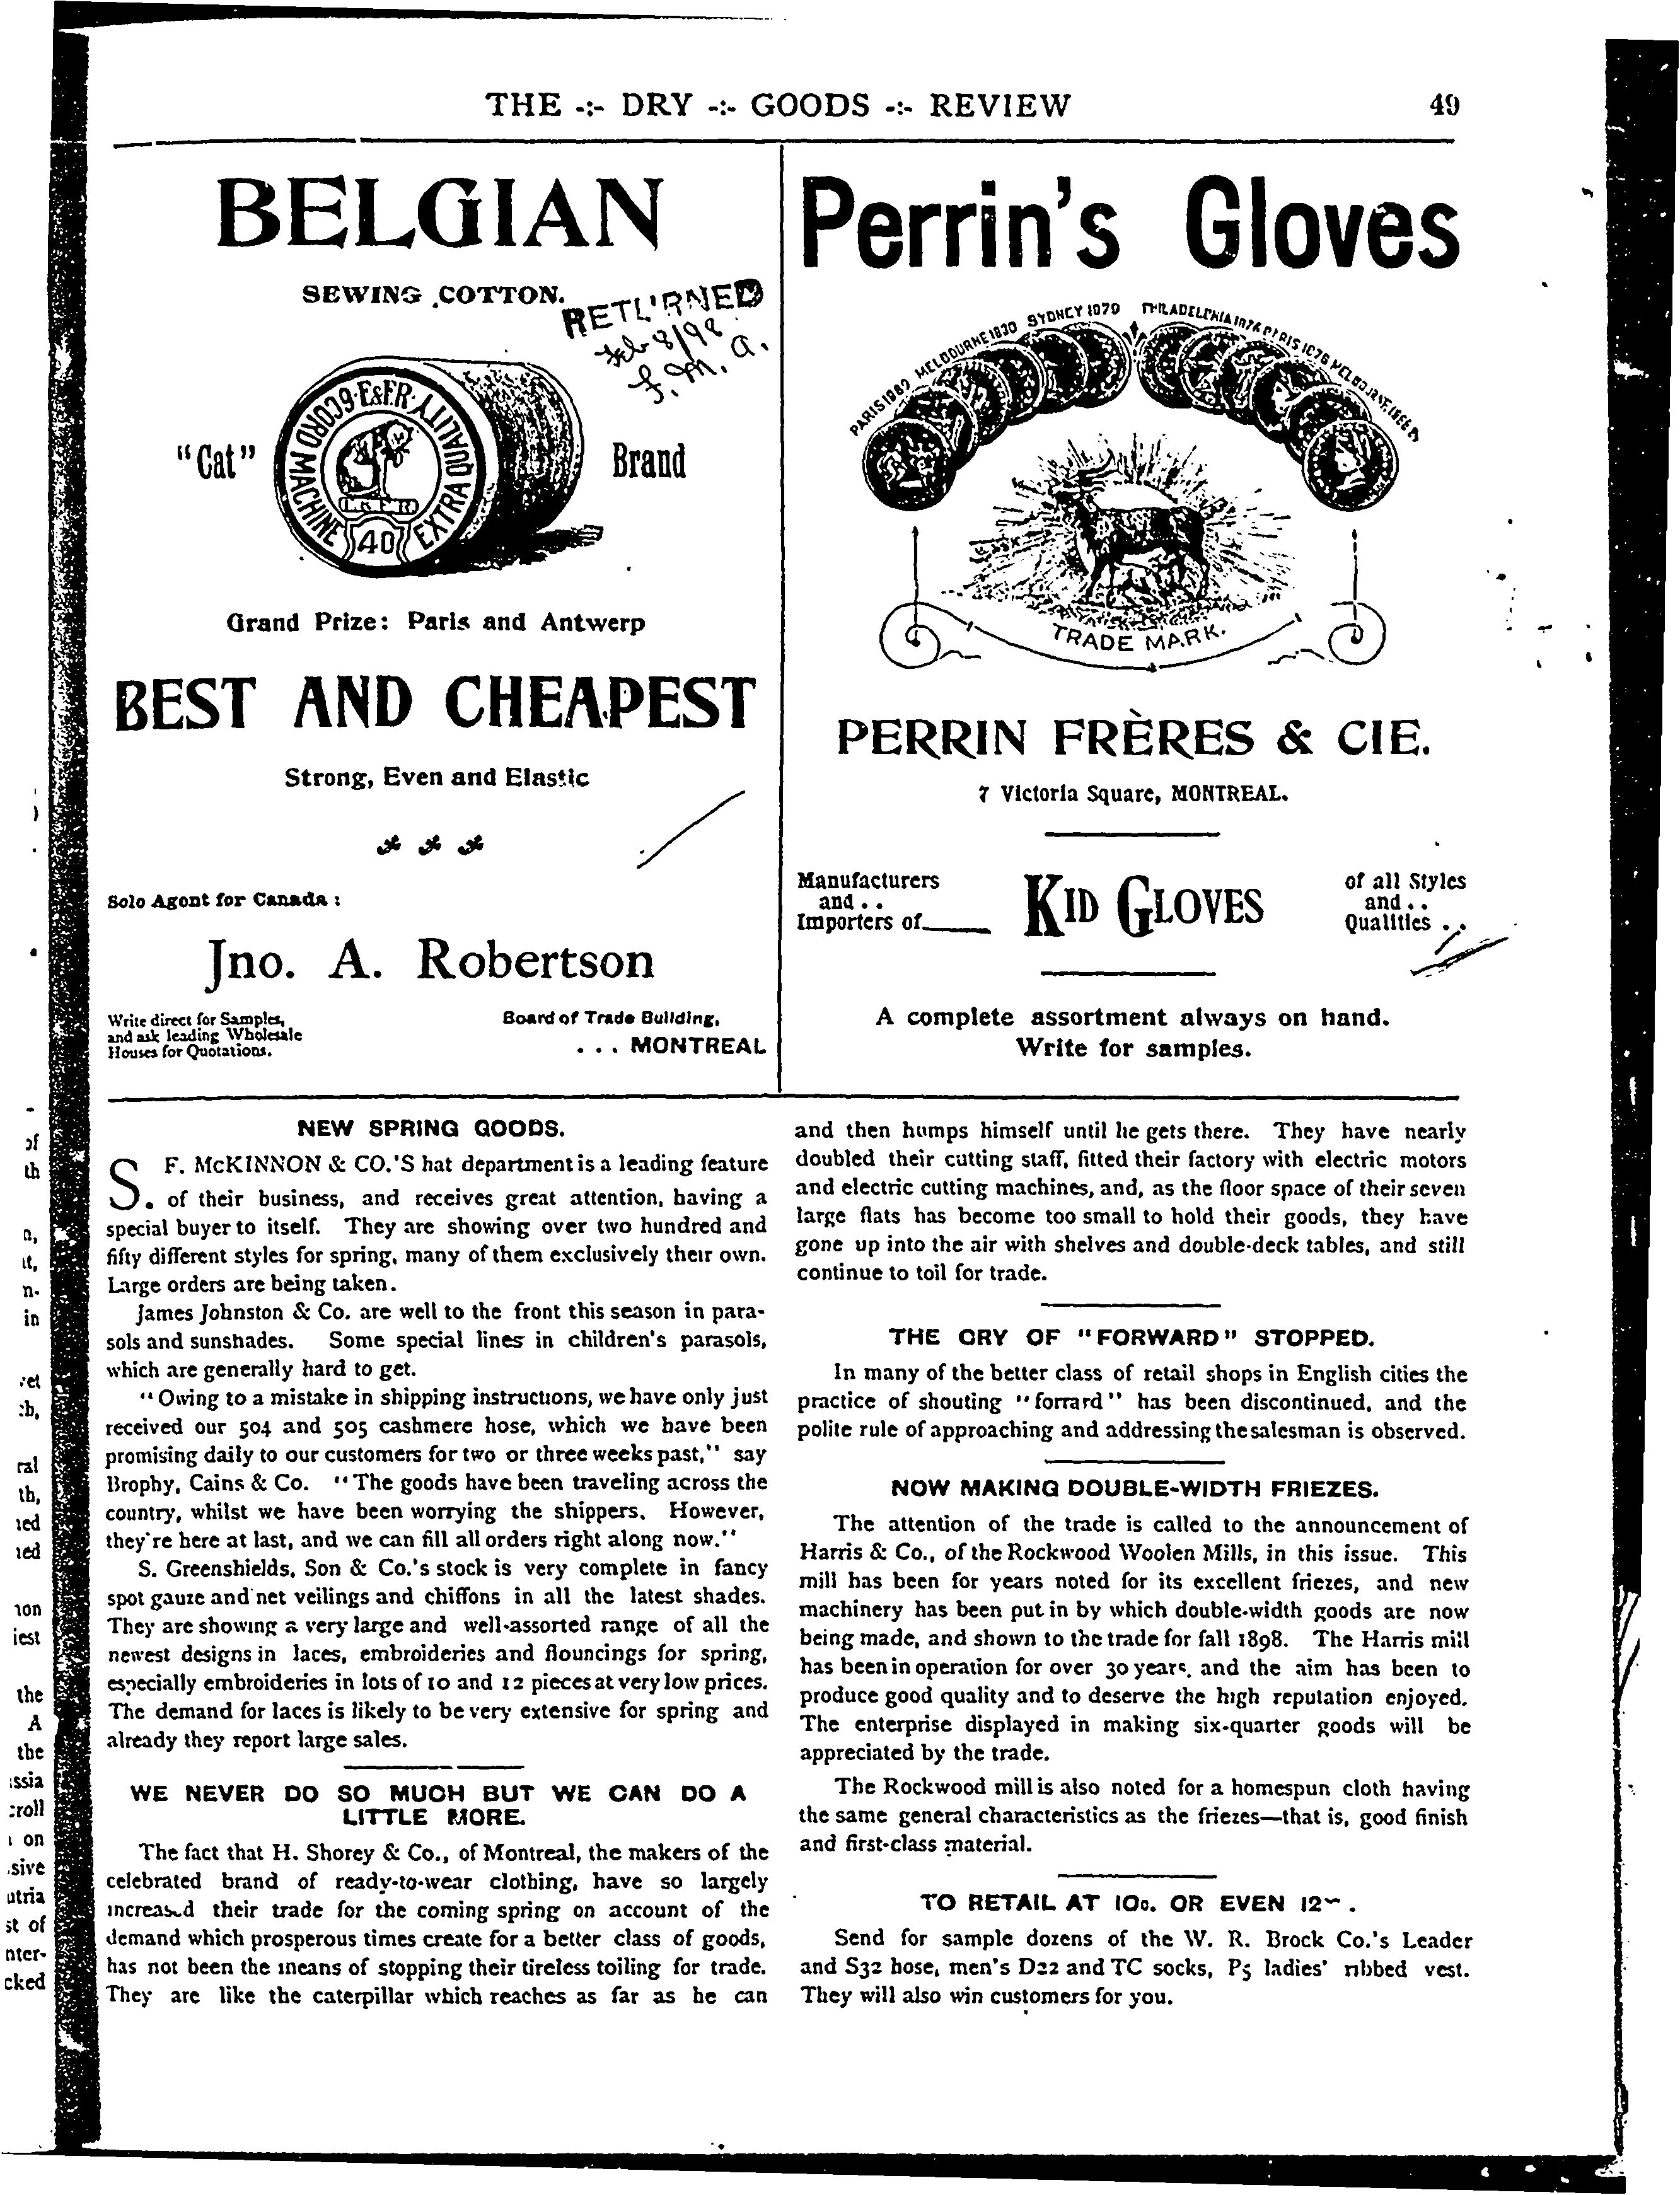 THE -:- DRY -:- GOODS -:- REVIEW 49
BELGIAN
SEWING COTTON.
RETURNED
Feb 8/98
J. M. A.
"Cat" Brand
6 CORD MACHINE
E&F.R. EXTRA QUALITY
40
Grand Prize: Paris and Antwerp
BEST AND CHEAPEST
Strong, Even and Elastic
Sole Agent for Canada:
Jno. A. Robertson
Write direct for Samples,
and ask leading Wholesale
Houses for Quotations.
Board of Trade Building,
... MONTREAL
Perrin's Gloves
PARIS 1889 MELBOURNE 1880 SYDNEY 1879 PHILADELPHIA 1876 PARIS 1878
TRADE MARK.
PERRIN FRÈRES & CIE.
7 Victoria Square, MONTREAL.
Manufacturers
and ..
Importers of
KID GLOVES
of all Styles
and ..
Qualities ..
A complete assortment always on hand.
Write for samples.
NEW SPRING GOODS.
S. F. McKINNON & CO.'S hat department is a leading feature
of their business, and receives great attention, having a
special buyer to itself. They are showing over two hundred and
fifty different styles for spring, many of them exclusively their own.
Large orders are being taken.
James Johnston & Co. are well to the front this season in para-
sols and sunshades. Some special lines in children's parasols,
which are generally hard to get.
"Owing to a mistake in shipping instructions, we have only just
received our 504 and 505 cashmere hose, which we have been
promising daily to our customers for two or three weeks past," say
Brophy, Cains & Co. "The goods have been traveling across the
country, whilst we have been worrying the shippers. However,
they're here at last, and we can fill all orders right along now."
S. Greenshields, Son & Co.'s stock is very complete in fancy
spot gauze and net veilings and chiffons in all the latest shades.
They are showing a very large and well-assorted range of all the
newest designs in laces, embroideries and flouncings for spring,
especially embroideries in lots of 10 and 12 pieces at very low prices.
The demand for laces is likely to be very extensive for spring and
already they report large sales.
WE NEVER DO SO MUCH BUT WE CAN DO A
LITTLE MORE.
The fact that H. Shorey & Co., of Montreal, the makers of the
celebrated brand of ready-to-wear clothing, have so largely
increased their trade for the coming spring on account of the
demand which prosperous times create for a better class of goods,
has not been the means of stopping their tireless toiling for trade.
They are like the caterpillar which reaches as far as he can
and then humps himself until he gets there. They have nearly
doubled their cutting staff, fitted their factory with electric motors
and electric cutting machines, and, as the floor space of their seven
large flats has become too small to hold their goods, they have
gone up into the air with shelves and double-deck tables, and still
continue to toil for trade.
THE CRY OF "FORWARD" STOPPED.
In many of the better class of retail shops in English cities the
practice of shouting "forrard" has been discontinued, and the
polite rule of approaching and addressing the salesman is observed.
NOW MAKING DOUBLE-WIDTH FRIEZES.
The attention of the trade is called to the announcement of
Harris & Co., of the Rockwood Woolen Mills, in this issue. This
mill has been for years noted for its excellent friezes, and new
machinery has been put in by which double-width goods are now
being made, and shown to the trade for fall 1898. The Harris mill
has been in operation for over 30 years, and the aim has been to
produce good quality and to deserve the high reputation enjoyed.
The enterprise displayed in making six-quarter goods will be
appreciated by the trade.
The Rockwood mill is also noted for a homespun cloth having
the same general characteristics as the friezes—that is, good finish
and first-class material.
TO RETAIL AT 10c. OR EVEN
Send for sample dozens of the W. R. Brock Co.'s Leader
and S32 hose, men's D22 and TC socks, P5 ladies' ribbed vest.
They will also win customers for you.